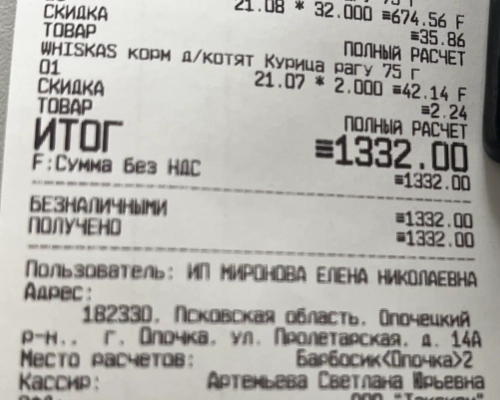 21.08 * 32.000 ≡674.56 F
СКИДКА ≡35.86
ТОВАР ПОЛНЫЙ РАСЧЕТ
WHISKAS корм д/котят Курица рагу 75 г
01 21.07 * 2.000 ≡42.14 F
СКИДКА ≡2.24
ТОВАР ПОЛНЫЙ РАСЧЕТ
ИТОГ ≡1332.00
F:Сумма без НДС ≡1332.00
БЕЗНАЛИЧНЫМИ ≡1332.00
ПОЛУЧЕНО ≡1332.00
Пользователь: ИП МИРОНОВА ЕЛЕНА НИКОЛАЕВНА
Адрес:
182330, Псковская область, Опочецкий
р-н., г. Опочка, ул. Пролетарская, д. 14А
Место расчетов: Барбосик<Опочка>2
Кассир: Артемьева Светлана Юрьевна
ООО